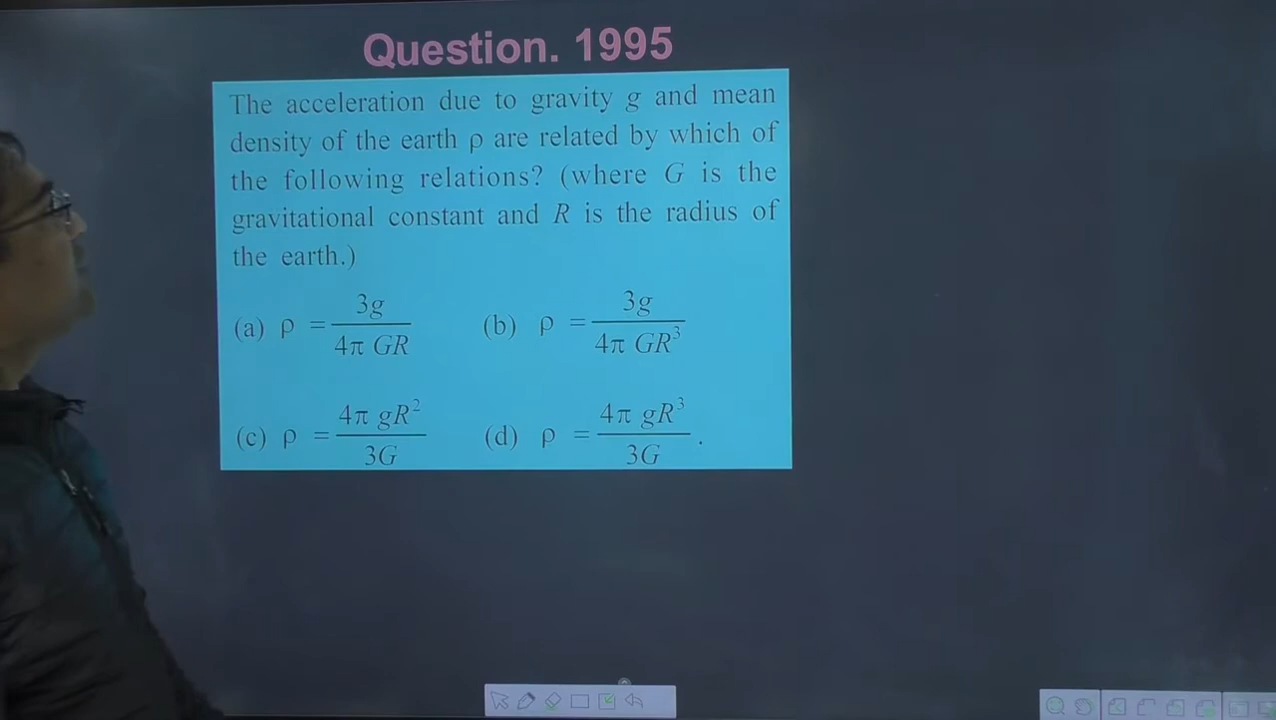 Question. 1995
The acceleration due to gravity g and mean
density of the earth ρ are related by which of
the following relations? (where G is the
gravitational constant and R is the radius of
the earth.)
(a) ρ = 3g / 4π GR (b) ρ = 3g / 4π GR³
(c) ρ = 4π gR² / 3G (d) ρ = 4π gR³ / 3G .